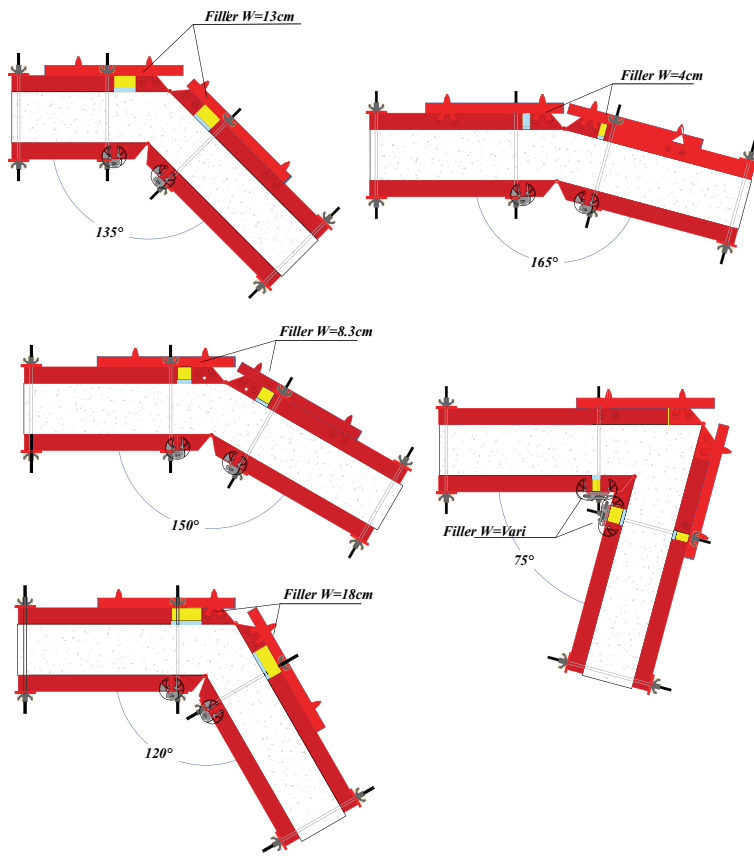 Filler W=13cm
135°
Filler W=4cm
165°
Filler W=8.3cm
150°
Filler W=Vari
75°
Filler W=18cm
120°